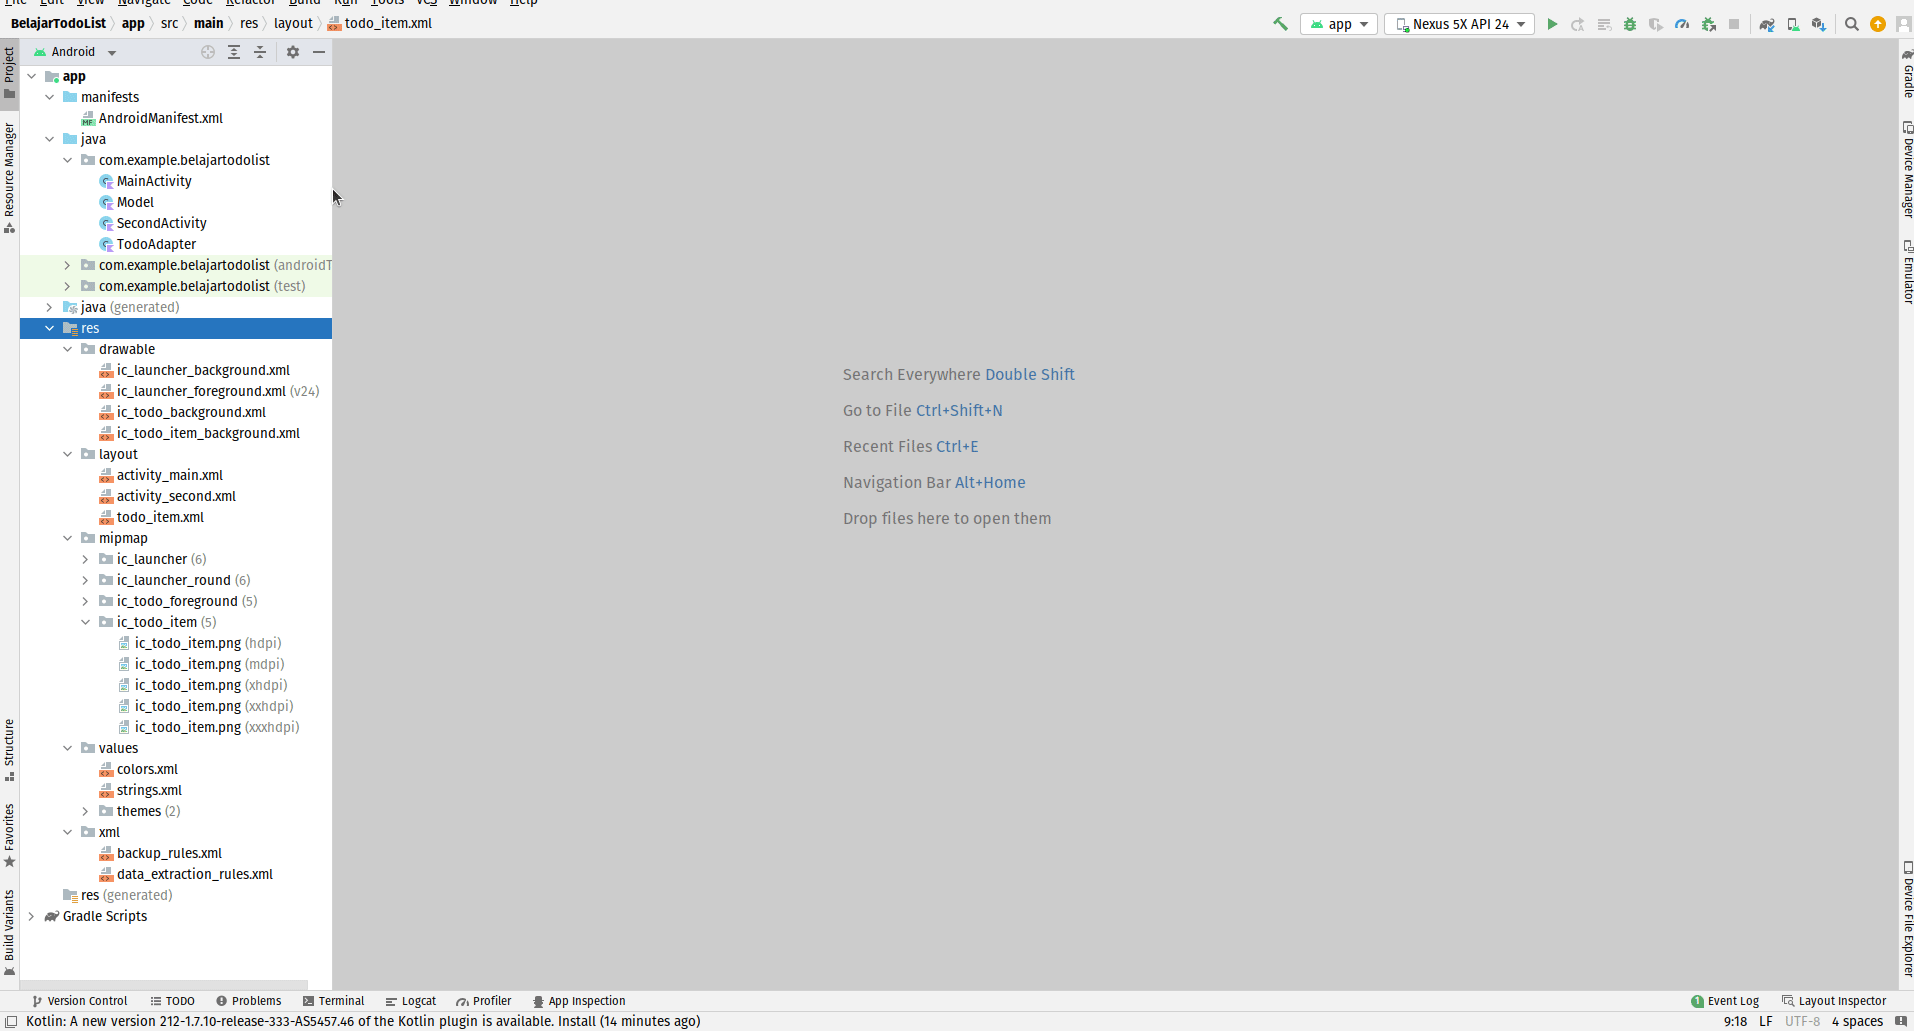 File Edit View Navigate Code Refactor Build Run Tools VCS Window Help
BelajarTodoList app src main res layout todo_item.xml app Nexus 5X API 24
Project
Resource Manager
Structure
Favorites
Build Variants
Android
app
manifests
AndroidManifest.xml
java
com.example.belajartodolist
MainActivity
Model
SecondActivity
TodoAdapter
com.example.belajartodolist (androidT
com.example.belajartodolist (test)
java (generated)
res
drawable
ic_launcher_background.xml
ic_launcher_foreground.xml (v24)
ic_todo_background.xml
ic_todo_item_background.xml
layout
activity_main.xml
activity_second.xml
todo_item.xml
mipmap
ic_launcher (6)
ic_launcher_round (6)
ic_todo_foreground (5)
ic_todo_item (5)
ic_todo_item.png (hdpi)
ic_todo_item.png (mdpi)
ic_todo_item.png (xhdpi)
ic_todo_item.png (xxhdpi)
ic_todo_item.png (xxxhdpi)
values
colors.xml
strings.xml
themes (2)
xml
backup_rules.xml
data_extraction_rules.xml
res (generated)
Gradle Scripts
Search Everywhere Double Shift
Go to File Ctrl+Shift+N
Recent Files Ctrl+E
Navigation Bar Alt+Home
Drop files here to open them
Gradle
Device Manager
Emulator
Device File Explorer
Version Control TODO Problems Terminal Logcat Profiler App Inspection 1 Event Log Layout Inspector
Kotlin: A new version 212-1.7.10-release-333-AS5457.46 of the Kotlin plugin is available. Install (14 minutes ago) 9:18 LF UTF-8 4 spaces